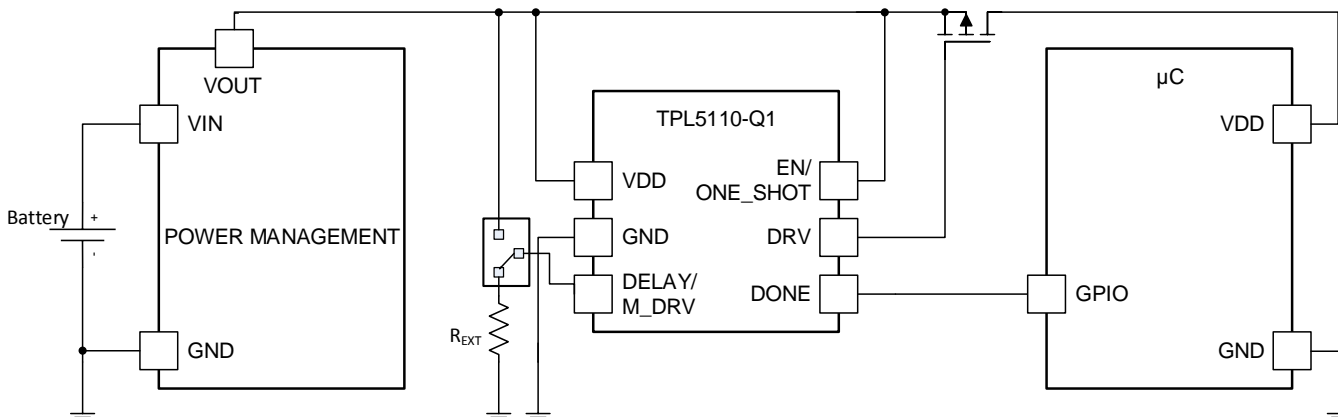 VOUT
VIN
Battery
+
-
POWER MANAGEMENT
GND
R_EXT
TPL5110-Q1
VDD
GND
DELAY/
M_DRV
EN/
ONE_SHOT
DRV
DONE
µC
VDD
GPIO
GND